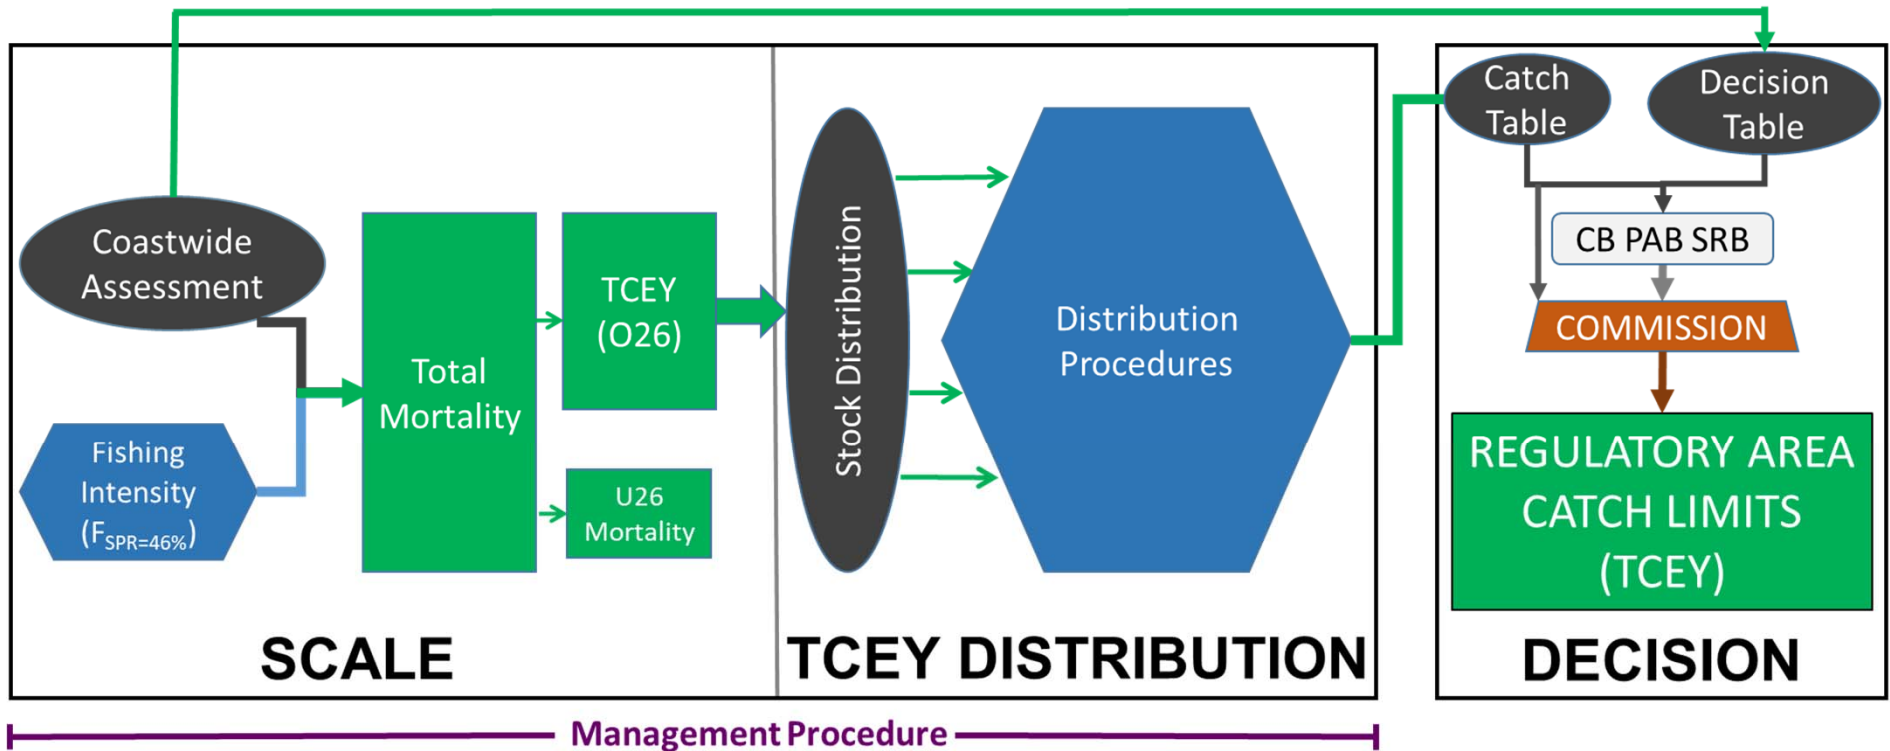 Coastwide
Assessment
Fishing
Intensity
(FSPR=46%)
Total
Mortality
TCEY
(O26)
U26
Mortality
SCALE
Stock Distribution
Distribution
Procedures
TCEY DISTRIBUTION
Catch
Table
Decision
Table
CB PAB SRB
COMMISSION
REGULATORY AREA
CATCH LIMITS
(TCEY)
DECISION
Management Procedure